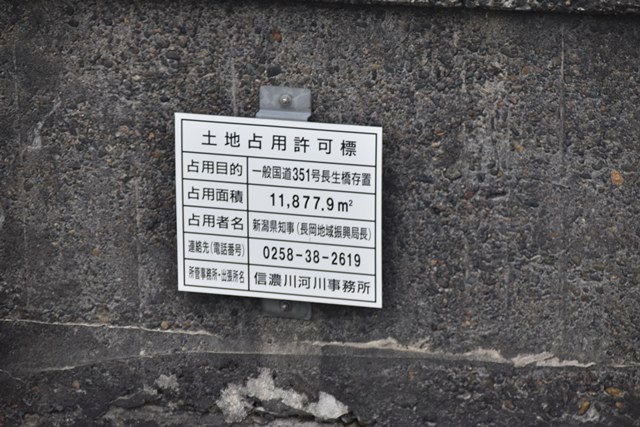 土地占用許可標
占用目的 一般国道351号長生橋存置
占用面積 11,877.9㎡
占用者名 新潟県知事(長岡地域振興局長)
連絡先(電話番号) 0258-38-2619
所管事務所・出張所名 信濃川河川事務所